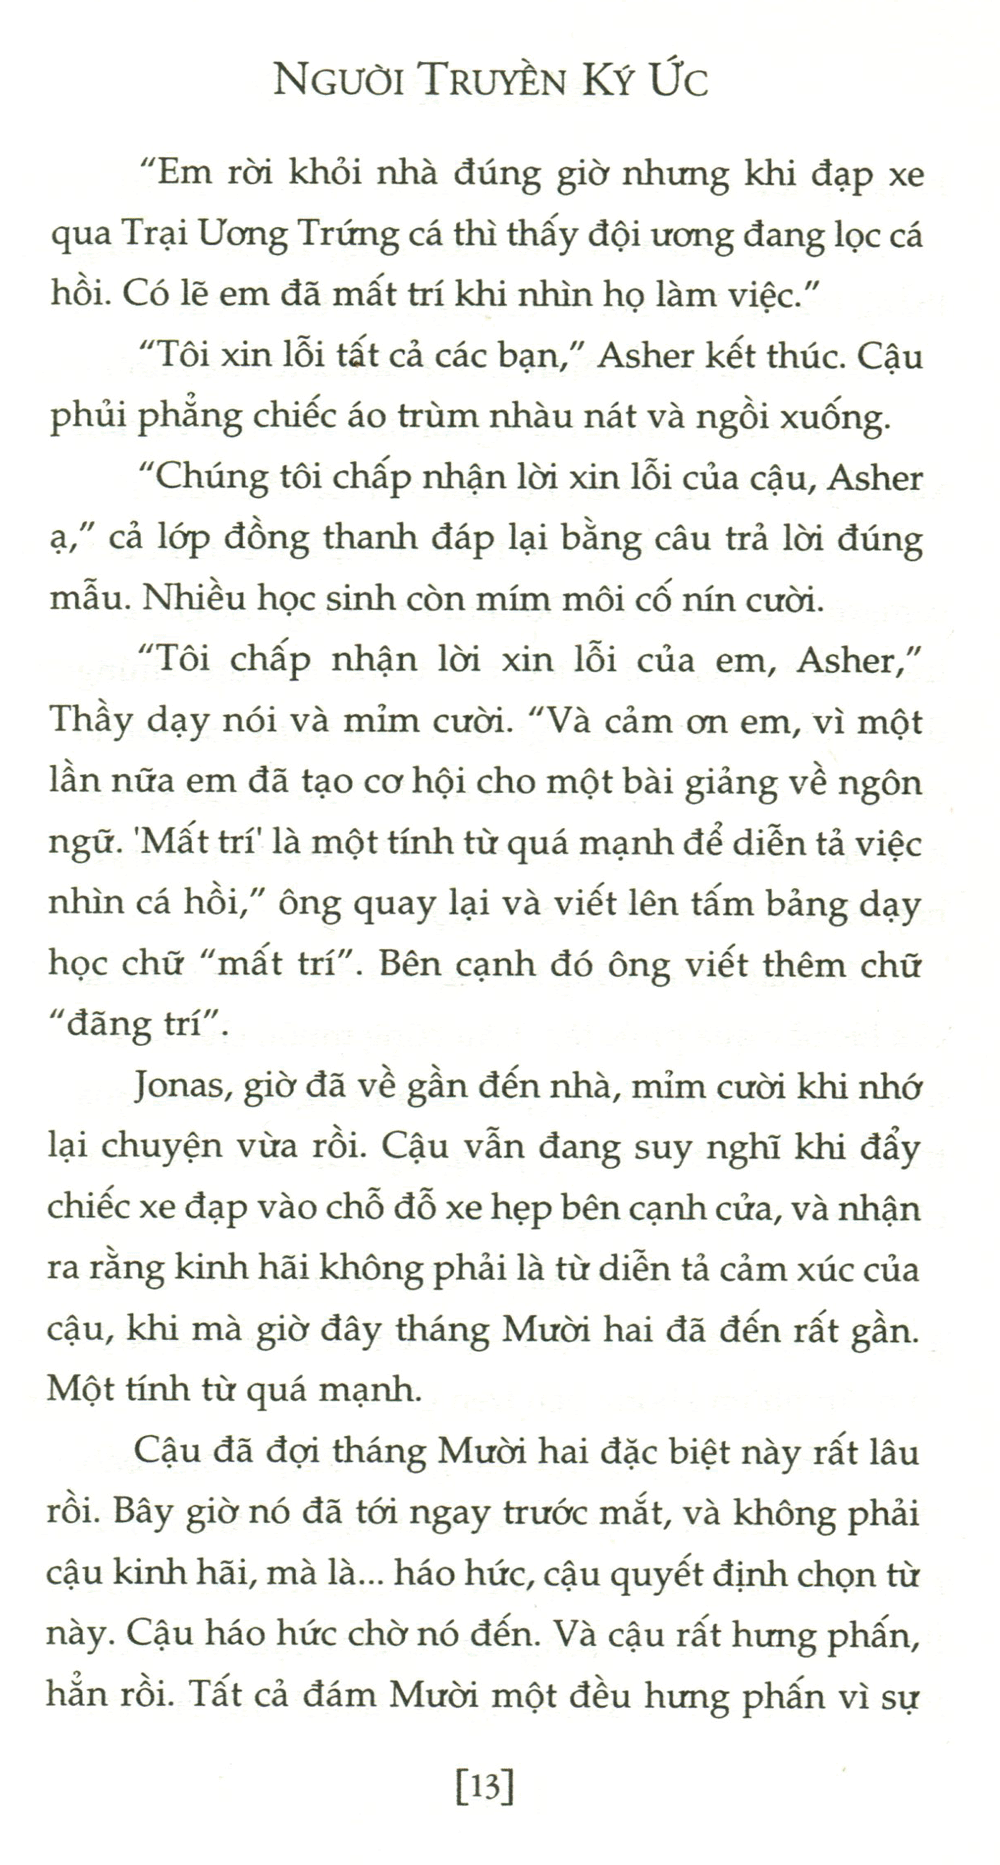 NGƯỜI TRUYỀN KÝ ỨC
“Em rời khỏi nhà đúng giờ nhưng khi đạp xe
qua Trại Ương Trứng cá thì thấy đội ương đang lọc cá
hồi. Có lẽ em đã mất trí khi nhìn họ làm việc.”
“Tôi xin lỗi tất cả các bạn,” Asher kết thúc. Cậu
phủi phẳng chiếc áo trùm nhàu nát và ngồi xuống.
“Chúng tôi chấp nhận lời xin lỗi của cậu, Asher
ạ,” cả lớp đồng thanh đáp lại bằng câu trả lời đúng
mẫu. Nhiều học sinh còn mím môi cố nín cười.
“Tôi chấp nhận lời xin lỗi của em, Asher,”
Thầy dạy nói và mỉm cười. “Và cảm ơn em, vì một
lần nữa em đã tạo cơ hội cho một bài giảng về ngôn
ngữ. 'Mất trí' là một tính từ quá mạnh để diễn tả việc
nhìn cá hồi,” ông quay lại và viết lên tấm bảng dạy
học chữ “mất trí”. Bên cạnh đó ông viết thêm chữ
“đãng trí”.
Jonas, giờ đã về gần đến nhà, mỉm cười khi nhớ
lại chuyện vừa rồi. Cậu vẫn đang suy nghĩ khi đẩy
chiếc xe đạp vào chỗ đỗ xe hẹp bên cạnh cửa, và nhận
ra rằng kinh hãi không phải là từ diễn tả cảm xúc của
cậu, khi mà giờ đây tháng Mười hai đã đến rất gần.
Một tính từ quá mạnh.
Cậu đã đợi tháng Mười hai đặc biệt này rất lâu
rồi. Bây giờ nó đã tới ngay trước mắt, và không phải
cậu kinh hãi, mà là... háo hức, cậu quyết định chọn từ
này. Cậu háo hức chờ nó đến. Và cậu rất hưng phấn,
hẳn rồi. Tất cả đám Mười một đều hưng phấn vì sự
[13]